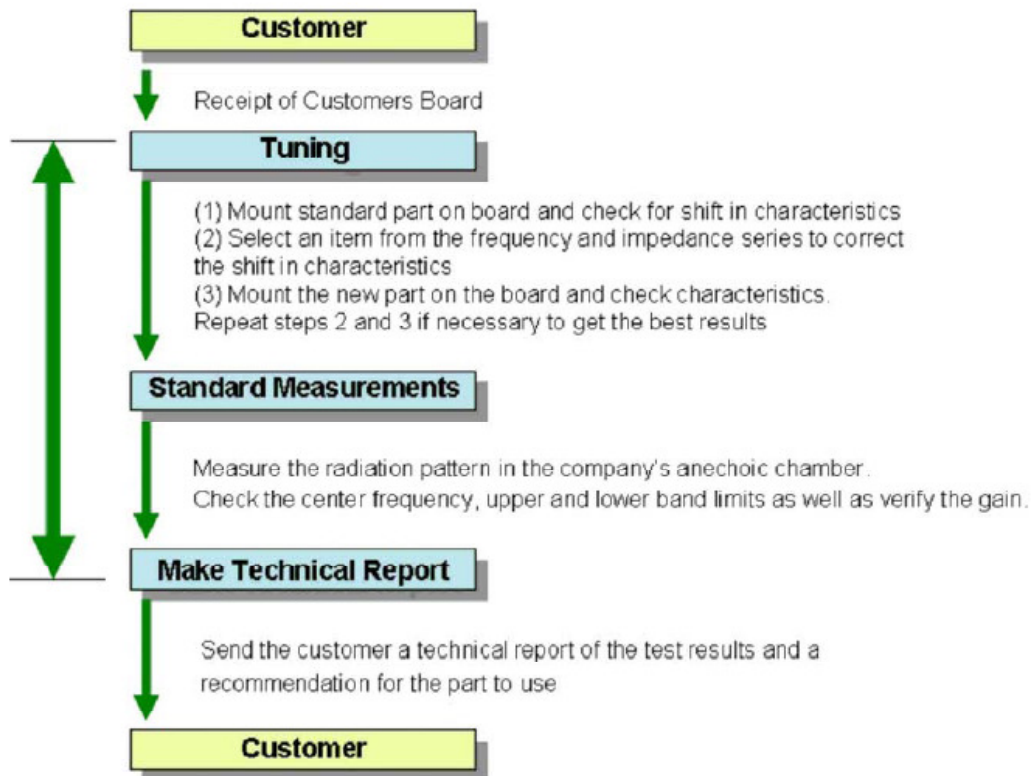 Customer
Receipt of Customers Board
Tuning
(1) Mount standard part on board and check for shift in characteristics
(2) Select an item from the frequency and impedance series to correct
the shift in characteristics
(3) Mount the new part on the board and check characteristics.
Repeat steps 2 and 3 if necessary to get the best results
Standard Measurements
Measure the radiation pattern in the company's anechoic chamber.
Check the center frequency, upper and lower band limits as well as verify the gain.
Make Technical Report
Send the customer a technical report of the test results and a
recommendation for the part to use
Customer